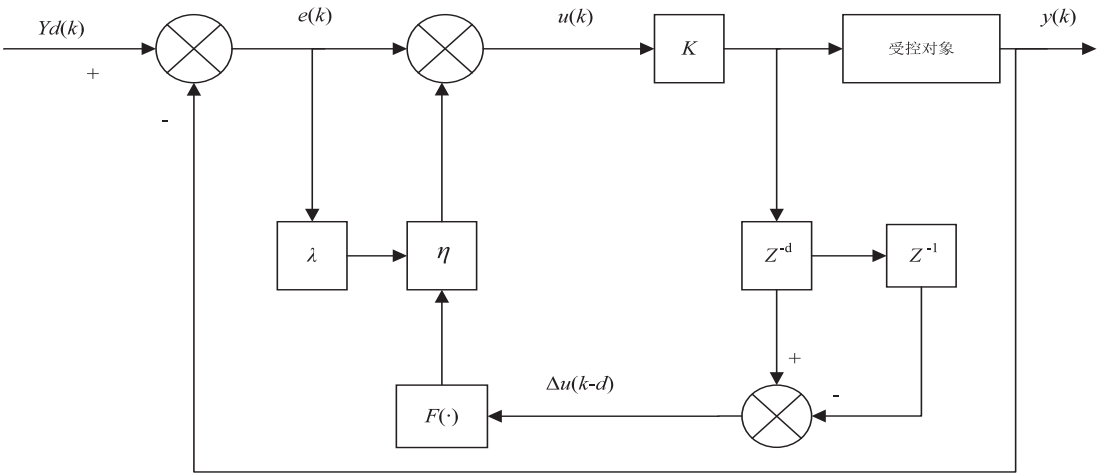 Yd(k)
e(k)
u(k)
y(k)
+
-
K
受控对象
λ
η
Z-d
Z-1
+
-
Δu(k-d)
F(·)